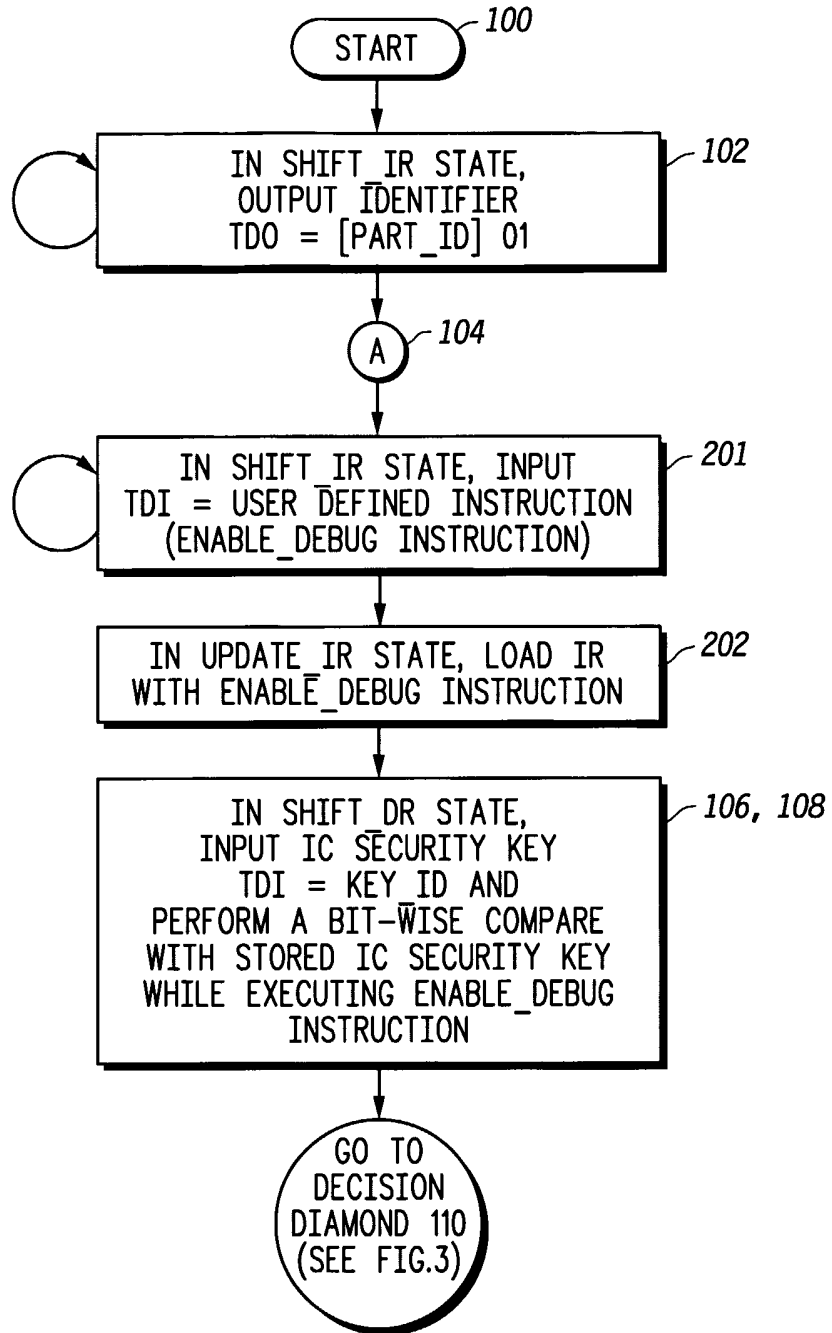 100
START
102
IN SHIFT_IR STATE,
OUTPUT IDENTIFIER
TDO = [PART_ID] 01
104
A
201
IN SHIFT_IR STATE, INPUT
TDI = USER DEFINED INSTRUCTION
(ENABLE_DEBUG INSTRUCTION)
202
IN UPDATE_IR STATE, LOAD IR
WITH ENABLE_DEBUG INSTRUCTION
106, 108
IN SHIFT_DR STATE,
INPUT IC SECURITY KEY
TDI = KEY_ID AND
PERFORM A BIT-WISE COMPARE
WITH STORED IC SECURITY KEY
WHILE EXECUTING ENABLE_DEBUG
INSTRUCTION
GO TO
DECISION
DIAMOND 110
(SEE FIG.3)